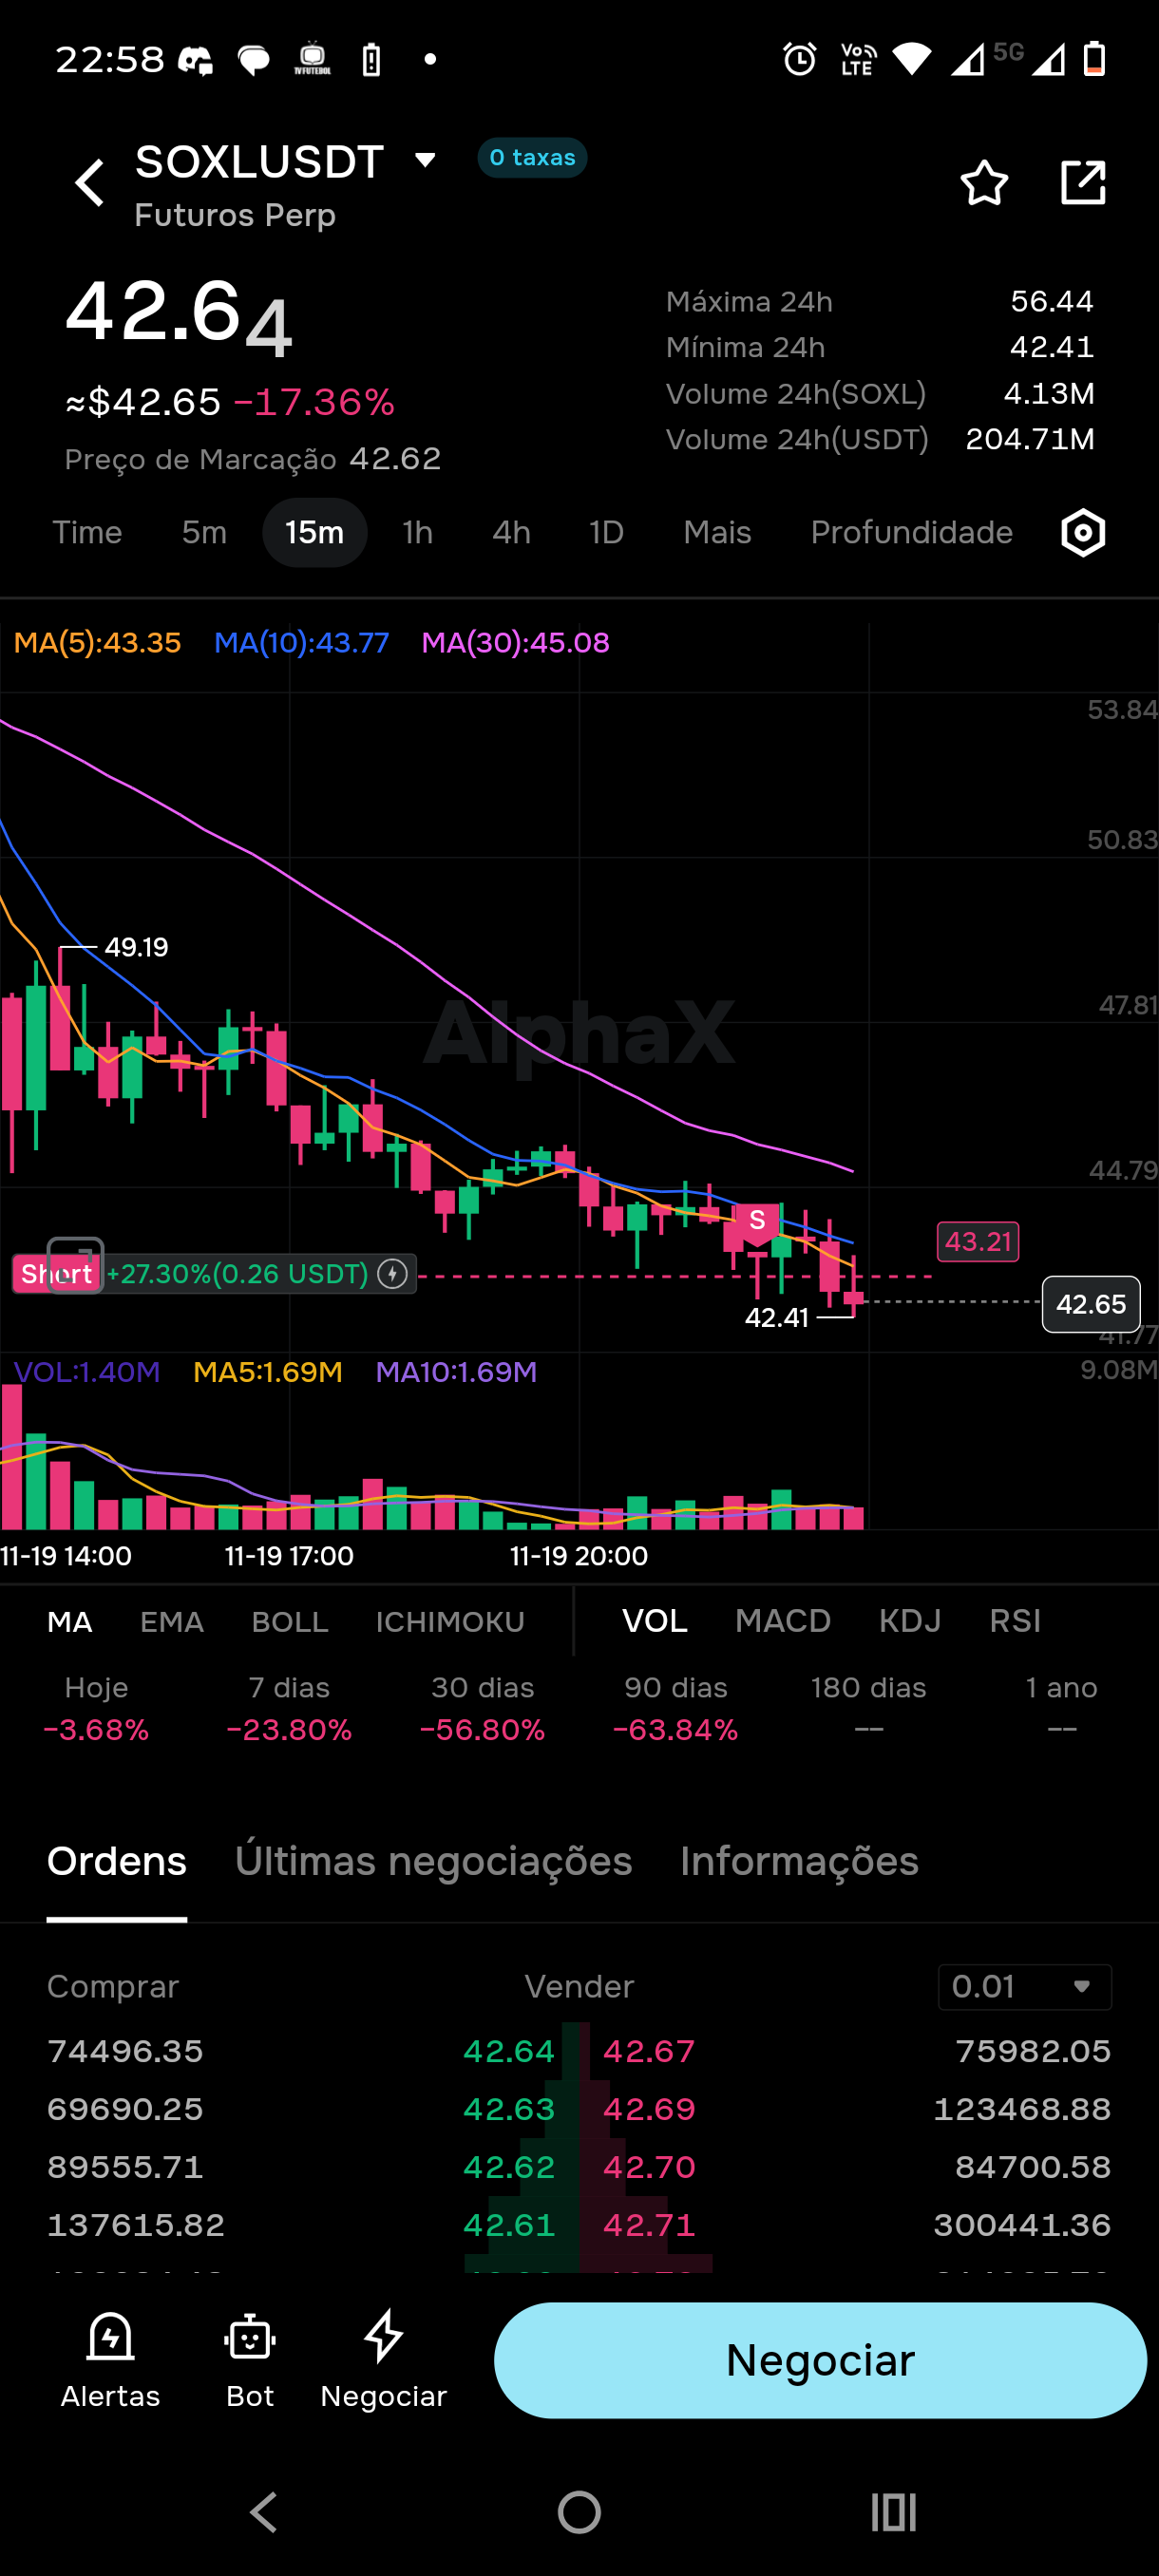 22:58
TV FUTEBOL
Vo))
LTE
5G
SOXLUSDT
0 taxas
Futuros Perp
42.64
≈$42.65 -17.36%
Preço de Marcação 42.62
Máxima 24h 56.44
Mínima 24h 42.41
Volume 24h(SOXL) 4.13M
Volume 24h(USDT) 204.71M
Time 5m 15m 1h 4h 1D Mais Profundidade
MA(5):43.35 MA(10):43.77 MA(30):45.08
53.84
50.83
49.19
AlphaX
47.81
44.79
S
43.21
Short +27.30%(0.26 USDT)
42.65
42.41
41.77
VOL:1.40M MA5:1.69M MA10:1.69M
9.08M
11-19 14:00 11-19 17:00 11-19 20:00
MA EMA BOLL ICHIMOKU VOL MACD KDJ RSI
Hoje 7 dias 30 dias 90 dias 180 dias 1 ano
-3.68% -23.80% -56.80% -63.84% -- --
Ordens Últimas negociações Informações
Comprar Vender 0.01
74496.35 42.64 42.67 75982.05
69690.25 42.63 42.69 123468.88
89555.71 42.62 42.70 84700.58
137615.82 42.61 42.71 300441.36
Alertas Bot Negociar Negociar